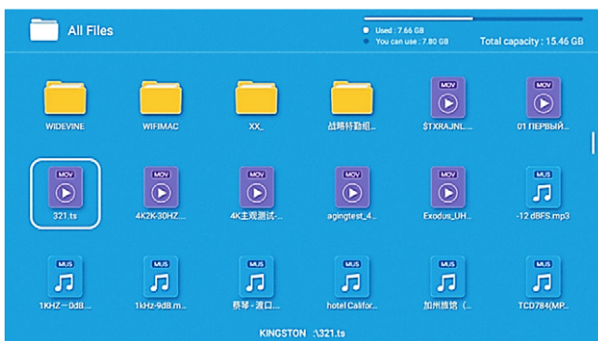 All Files
Used : 7.66 GB
You can use : 7.80 GB
Total capacity : 15.46 GB
WIDEVINE
WIFIMAC
XX_
战略特勤组...
$TXRAJNL....
01 ПЕРВЫЙ...
MOV
MOV
321.ts
4K2K-30HZ....
4K主观测试-...
agingtest_4...
Exodus_UH...
-12 dBFS.mp3
MOV
MOV
MOV
MOV
MOV
MUS
1KHZ－0dB....
1kHz-9dB.m...
蔡琴 - 渡口....
hotel Califor...
加州旅馆（...
TCD784(MP...
MUS
MUS
MUS
MUS
MUS
MUS
KINGSTON :\321.ts